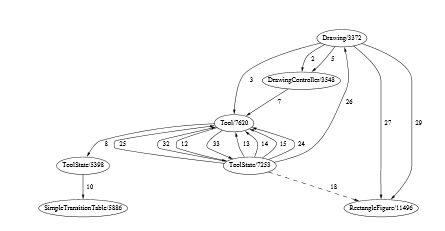 Drawing/3372
3
2
5
DrawingController/3548
7
26
27
29
Tool/7620
8
25
32
12
33
13
14
15
24
ToolState/5398
ToolState/7253
10
18
SimpleTransitionTable/5886
RectangleFigure/11496